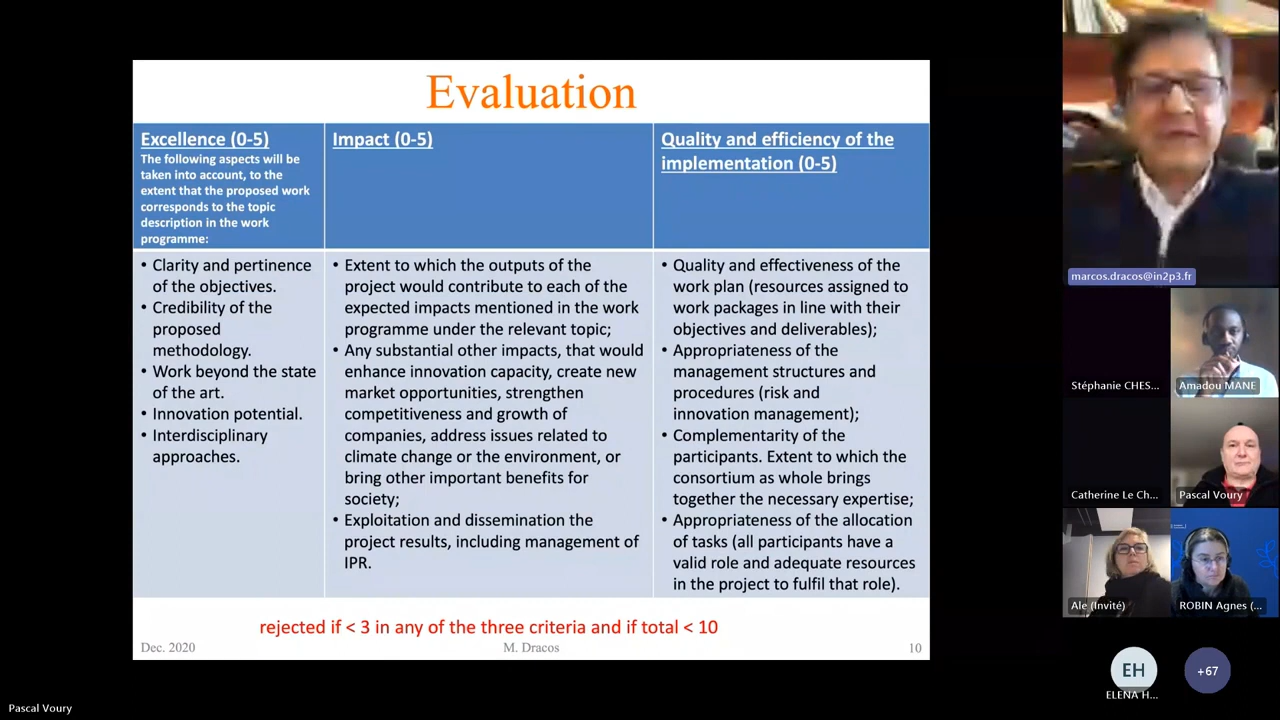 Evaluation
Excellence (0-5)
The following aspects will be
taken into account, to the
extent that the proposed work
corresponds to the topic
description in the work
programme:
Impact (0-5)
Quality and efficiency of the
implementation (0-5)
• Clarity and pertinence
of the objectives.
• Credibility of the
proposed
methodology.
• Work beyond the state
of the art.
• Innovation potential.
• Interdisciplinary
approaches.
• Extent to which the outputs of the
project would contribute to each of the
expected impacts mentioned in the work
programme under the relevant topic;
• Any substantial other impacts, that would
enhance innovation capacity, create new
market opportunities, strengthen
competitiveness and growth of
companies, address issues related to
climate change or the environment, or
bring other important benefits for
society;
• Exploitation and dissemination the
project results, including management of
IPR.
• Quality and effectiveness of the
work plan (resources assigned to
work packages in line with their
objectives and deliverables);
• Appropriateness of the
management structures and
procedures (risk and
innovation management);
• Complementarity of the
participants. Extent to which the
consortium as whole brings
together the necessary expertise;
• Appropriateness of the allocation
of tasks (all participants have a
valid role and adequate resources
in the project to fulfil that role).
rejected if < 3 in any of the three criteria and if total < 10
Dec. 2020
M. Dracos
10
marcos.dracos@in2p3.fr
Stéphanie CHES...
Amadou MANE
Catherine Le Ch...
Pascal Voury
Ale (Invité)
ROBIN Agnes (...
EH
ELENA H...
+67
Pascal Voury